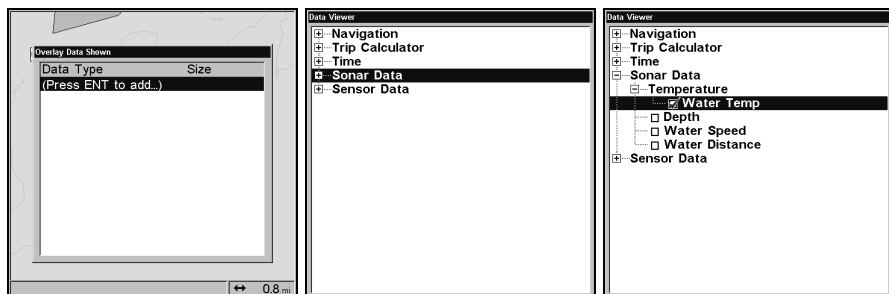 Overlay Data Shown
Data Type Size
(Press ENT to add...)
0.8 mi
Data Viewer
Navigation
Trip Calculator
Time
Sonar Data
Sensor Data
Data Viewer
Navigation
Trip Calculator
Time
Sonar Data
Temperature
Water Temp
Depth
Water Speed
Water Distance
Sensor Data